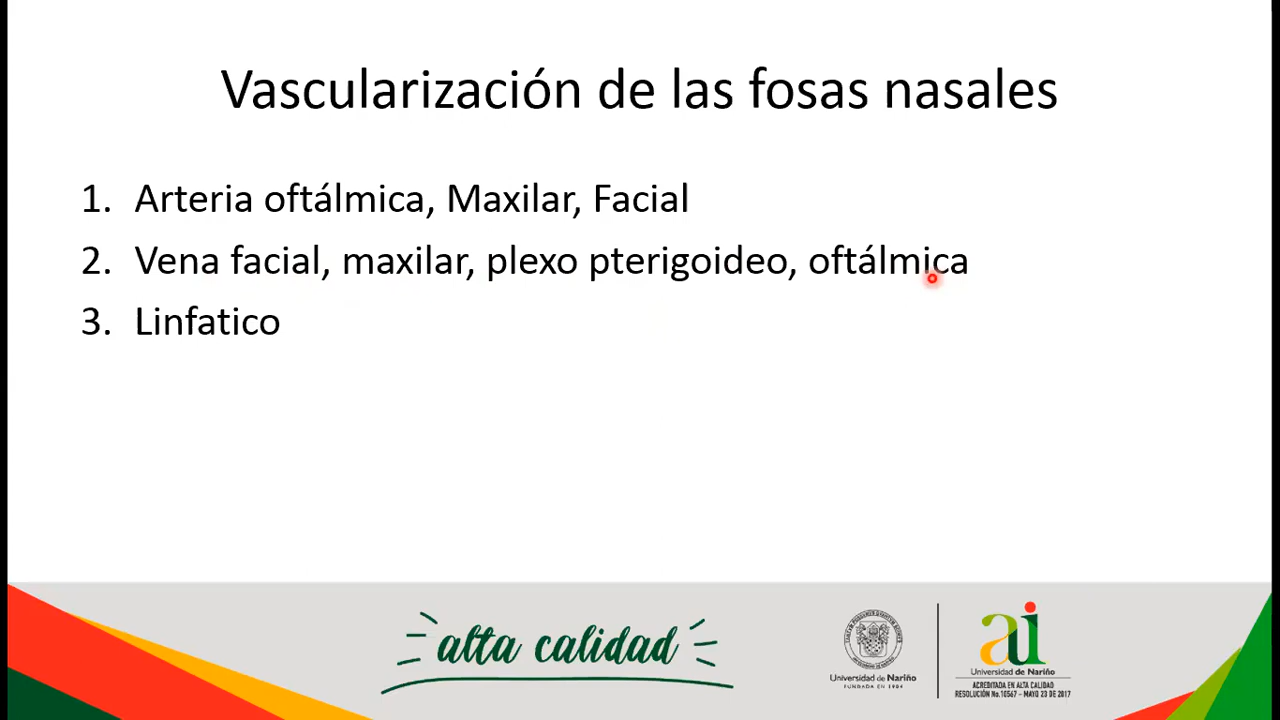 Vascularización de las fosas nasales
1. Arteria oftálmica, Maxilar, Facial
2. Vena facial, maxilar, plexo pterigoideo, oftálmica
3. Linfatico
alta calidad
Universidad de Nariño
FUNDADA EN 1904
ai
Universidad de Nariño
ACREDITADA EN ALTA CALIDAD
RESOLUCIÓN No.10567 – MAYO 23 DE 2017